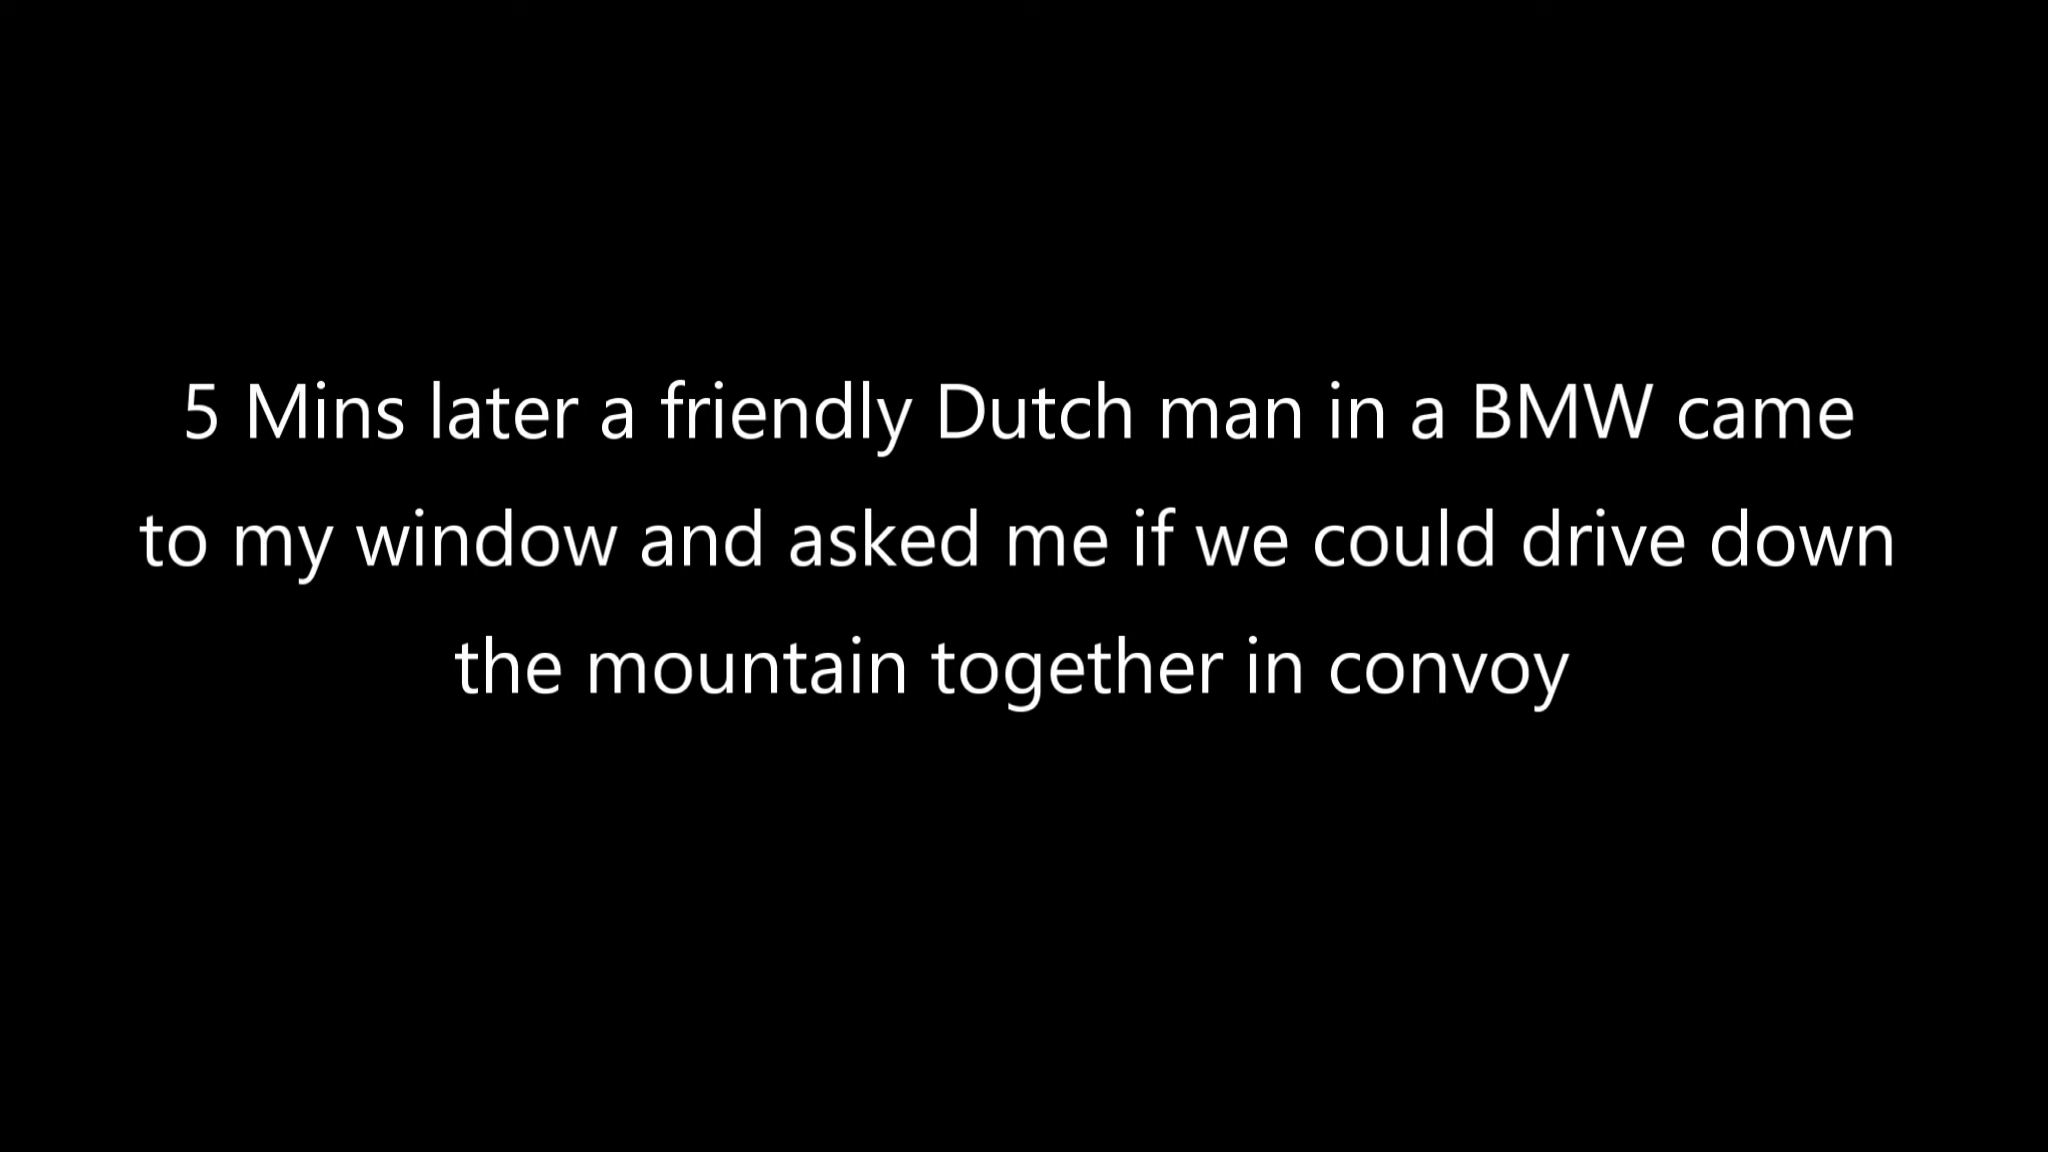 5 Mins later a friendly Dutch man in a BMW came
to my window and asked me if we could drive down
the mountain together in convoy